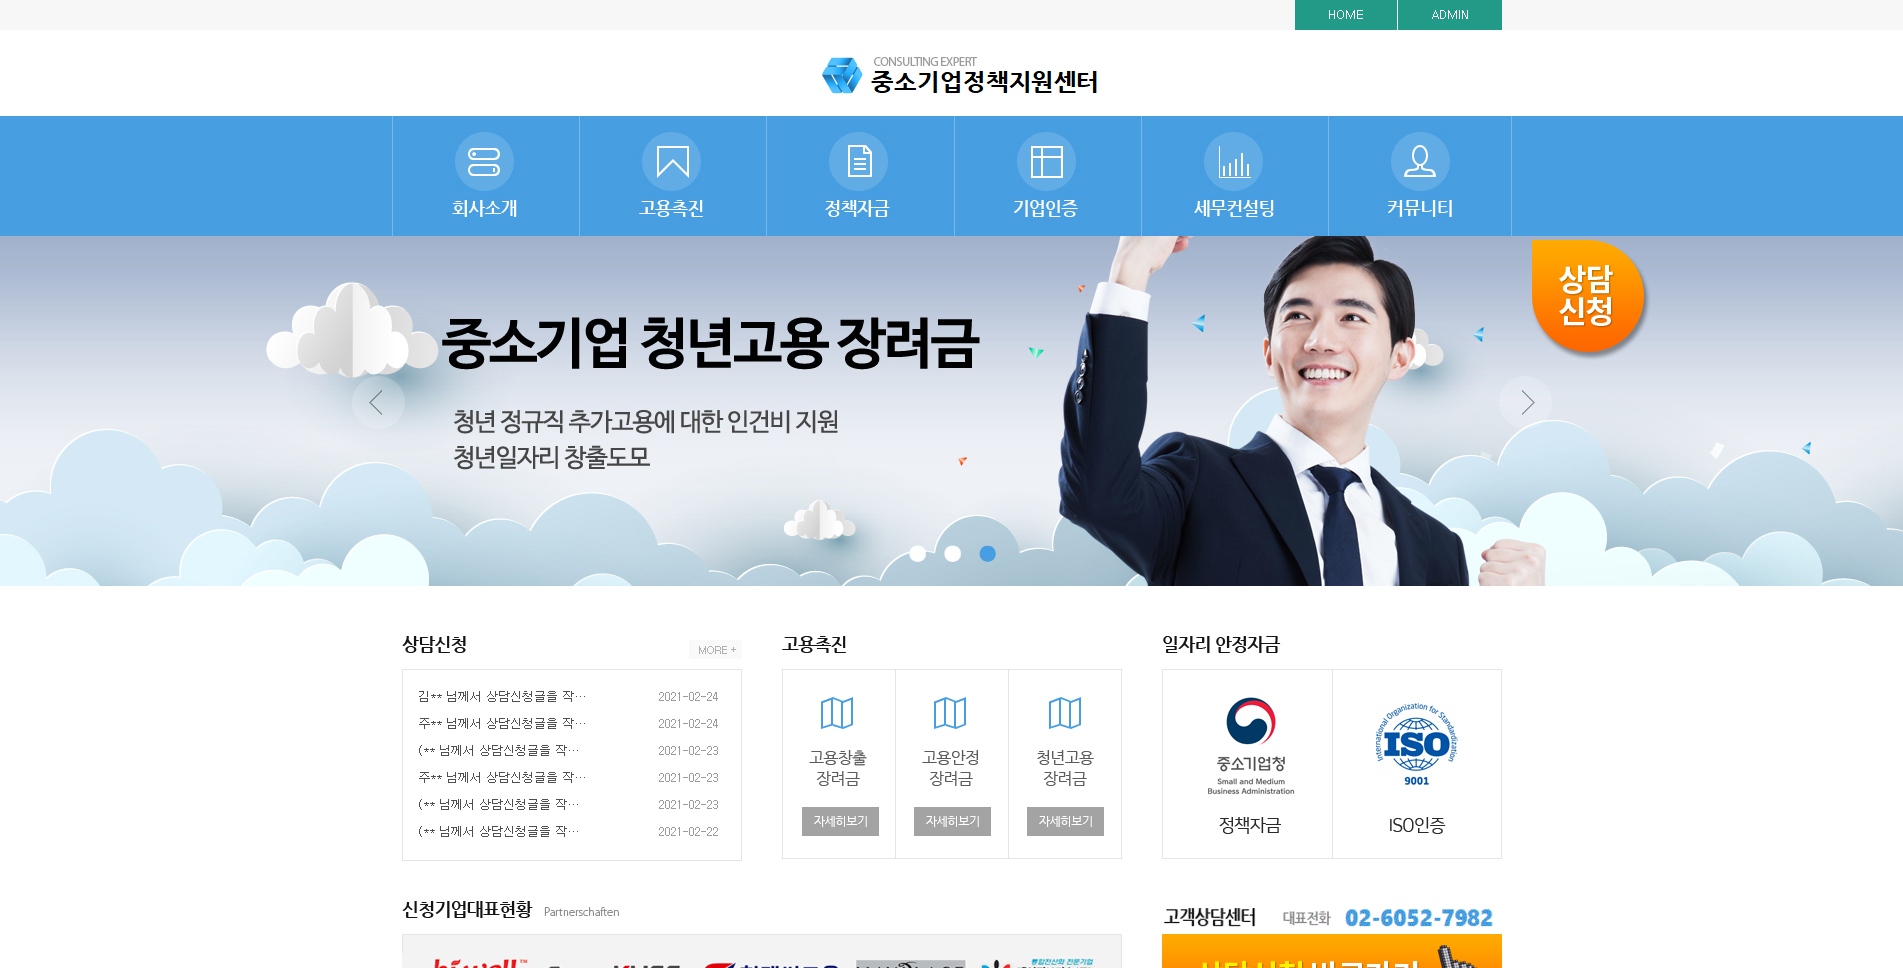 HOME
ADMIN
CONSULTING EXPERT
중소기업정책지원센터
회사소개
고용촉진
정책자금
기업인증
세무컨설팅
커뮤니티
상담
신청
중소기업 청년고용 장려금
청년 정규직 추가고용에 대한 인건비 지원
청년일자리 창출도모
상담신청
MORE +
김** 님께서 상담신청글을 작… 2021-02-24
주** 님께서 상담신청글을 작… 2021-02-24
(** 님께서 상담신청글을 작… 2021-02-23
주** 님께서 상담신청글을 작… 2021-02-23
(** 님께서 상담신청글을 작… 2021-02-23
(** 님께서 상담신청글을 작… 2021-02-22
고용촉진
고용창출
장려금
자세히보기
고용안정
장려금
자세히보기
청년고용
장려금
자세히보기
일자리 안정자금
중소기업청
Small and Medium
Business Administration
정책자금
International Organization for Standardization
ISO
9001
ISO인증
신청기업대표현황 Partnerschaften
고객상담센터 대표전화 02-6052-7982